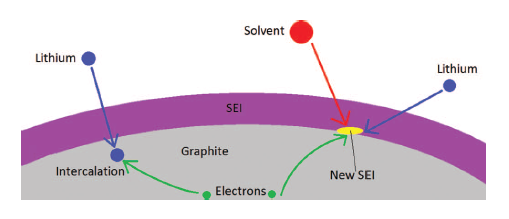 Solvent
Lithium
Lithium
SEI
Graphite
Intercalation
Electrons
New SEI